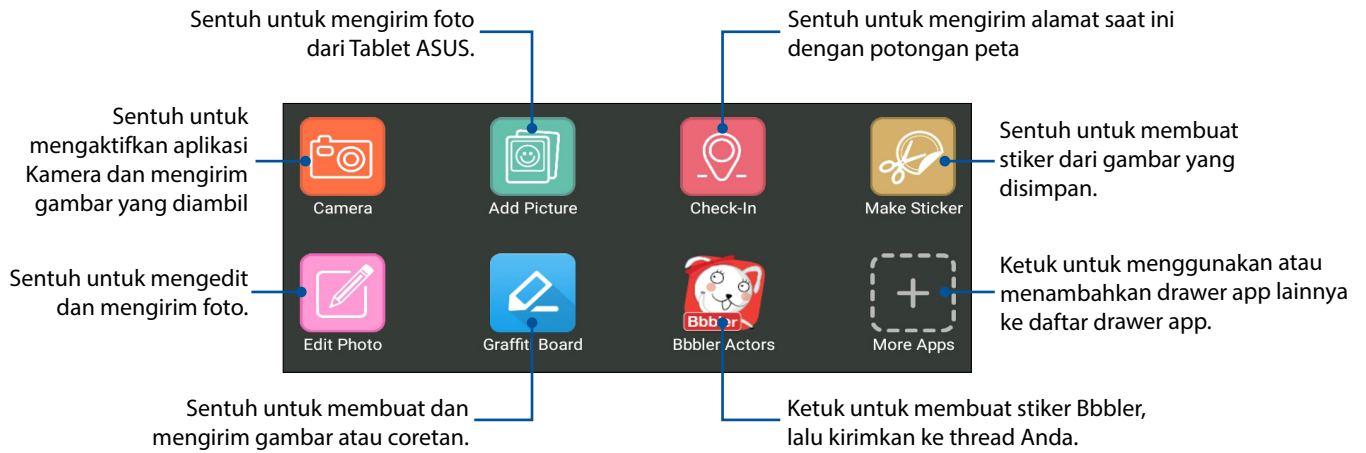 Sentuh untuk mengirim foto
dari Tablet ASUS.
Sentuh untuk mengirim alamat saat ini
dengan potongan peta
Sentuh untuk
mengaktifkan aplikasi
Kamera dan mengirim
gambar yang diambil
Sentuh untuk membuat
stiker dari gambar yang
disimpan.
Camera
Add Picture
Check-In
Make Sticker
Sentuh untuk mengedit
dan mengirim foto.
Ketuk untuk menggunakan atau
menambahkan drawer app lainnya
ke daftar drawer app.
Bbbler
Edit Photo
Graffiti Board
Bbbler Actors
More Apps
Sentuh untuk membuat dan
mengirim gambar atau coretan.
Ketuk untuk membuat stiker Bbbler,
lalu kirimkan ke thread Anda.